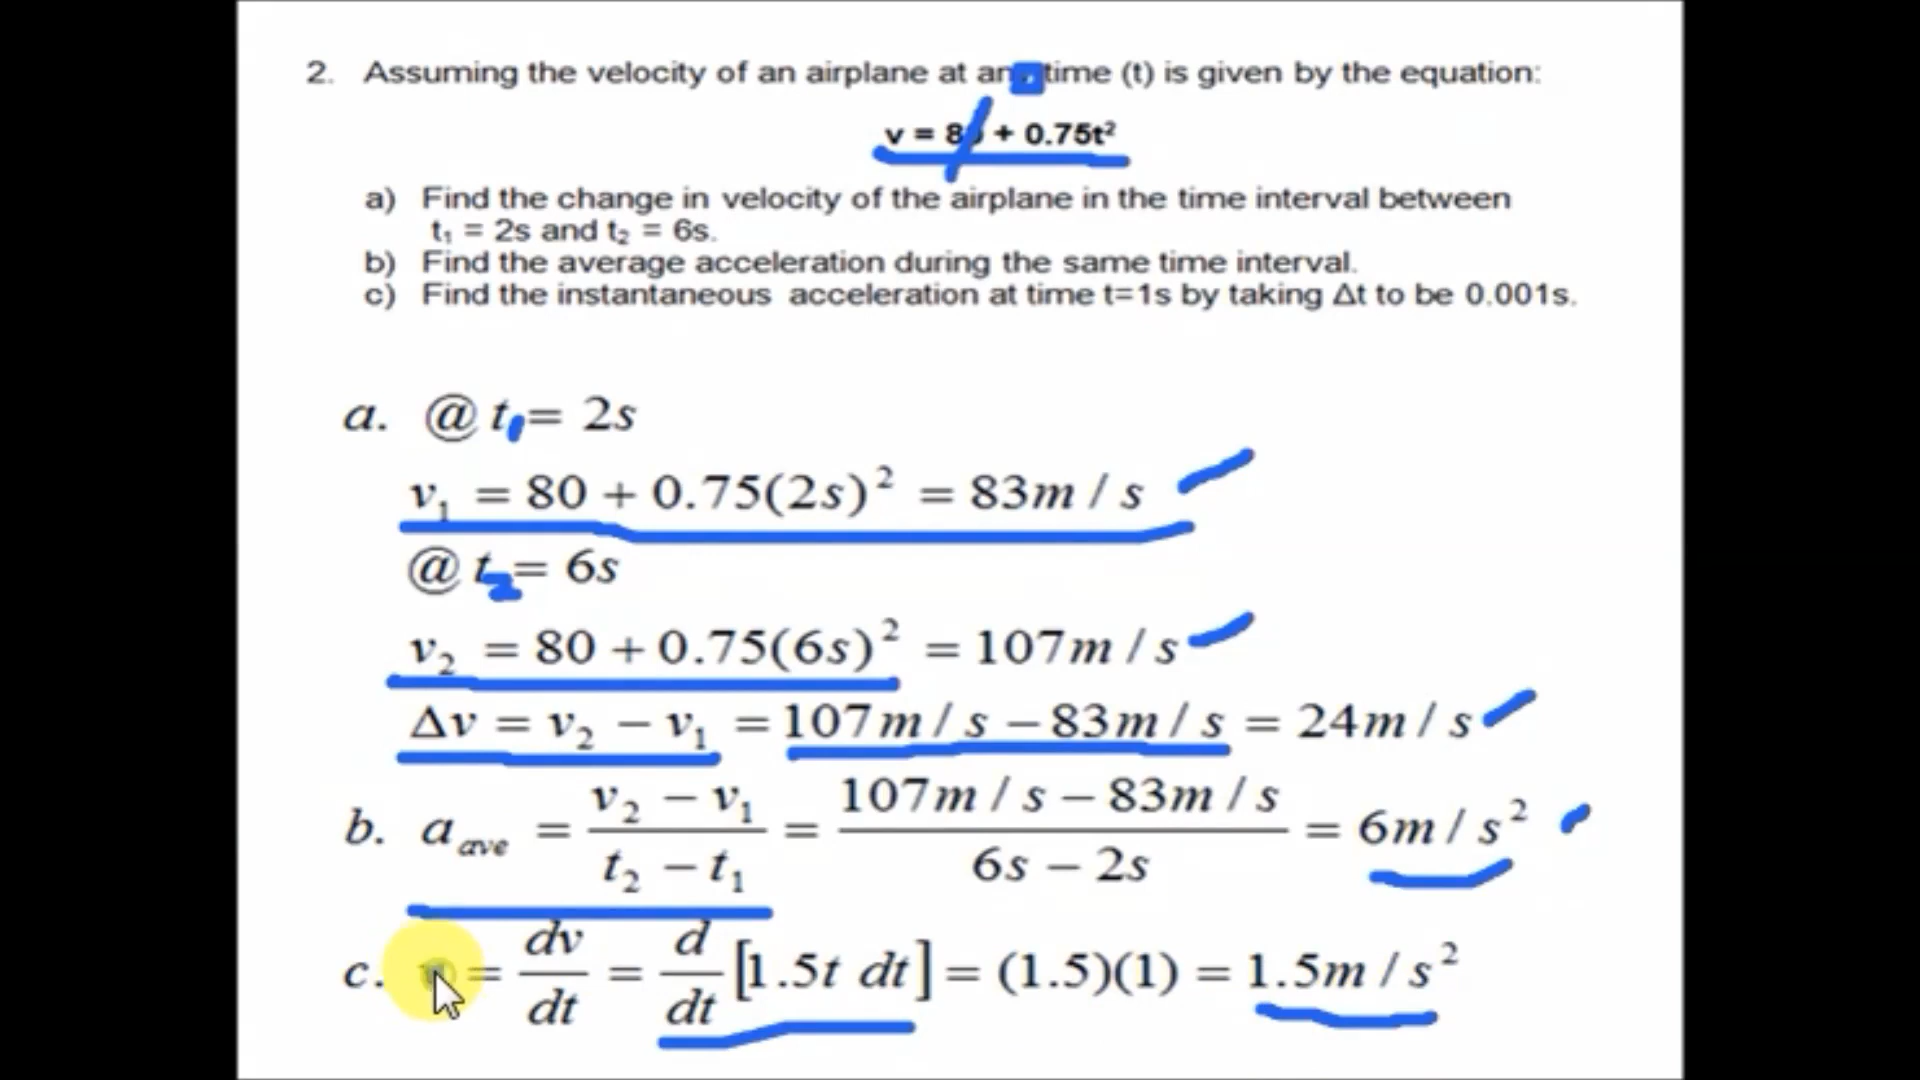 2. Assuming the velocity of an airplane at any time (t) is given by the equation:
v = 80 + 0.75t²
a) Find the change in velocity of the airplane in the time interval between
t₁ = 2s and t₂ = 6s.
b) Find the average acceleration during the same time interval.
c) Find the instantaneous acceleration at time t=1s by taking Δt to be 0.001s.
a. @ t₁ = 2s
v₁ = 80 + 0.75(2s)² = 83m / s
@ t₂ = 6s
v₂ = 80 + 0.75(6s)² = 107m / s
Δv = v₂ − v₁ = 107m / s − 83m / s = 24m / s
b. a_ave = (v₂ − v₁) / (t₂ − t₁) = (107m / s − 83m / s) / (6s − 2s) = 6m / s²
c. = dv/dt = d/dt [1.5t dt] = (1.5)(1) = 1.5m / s²